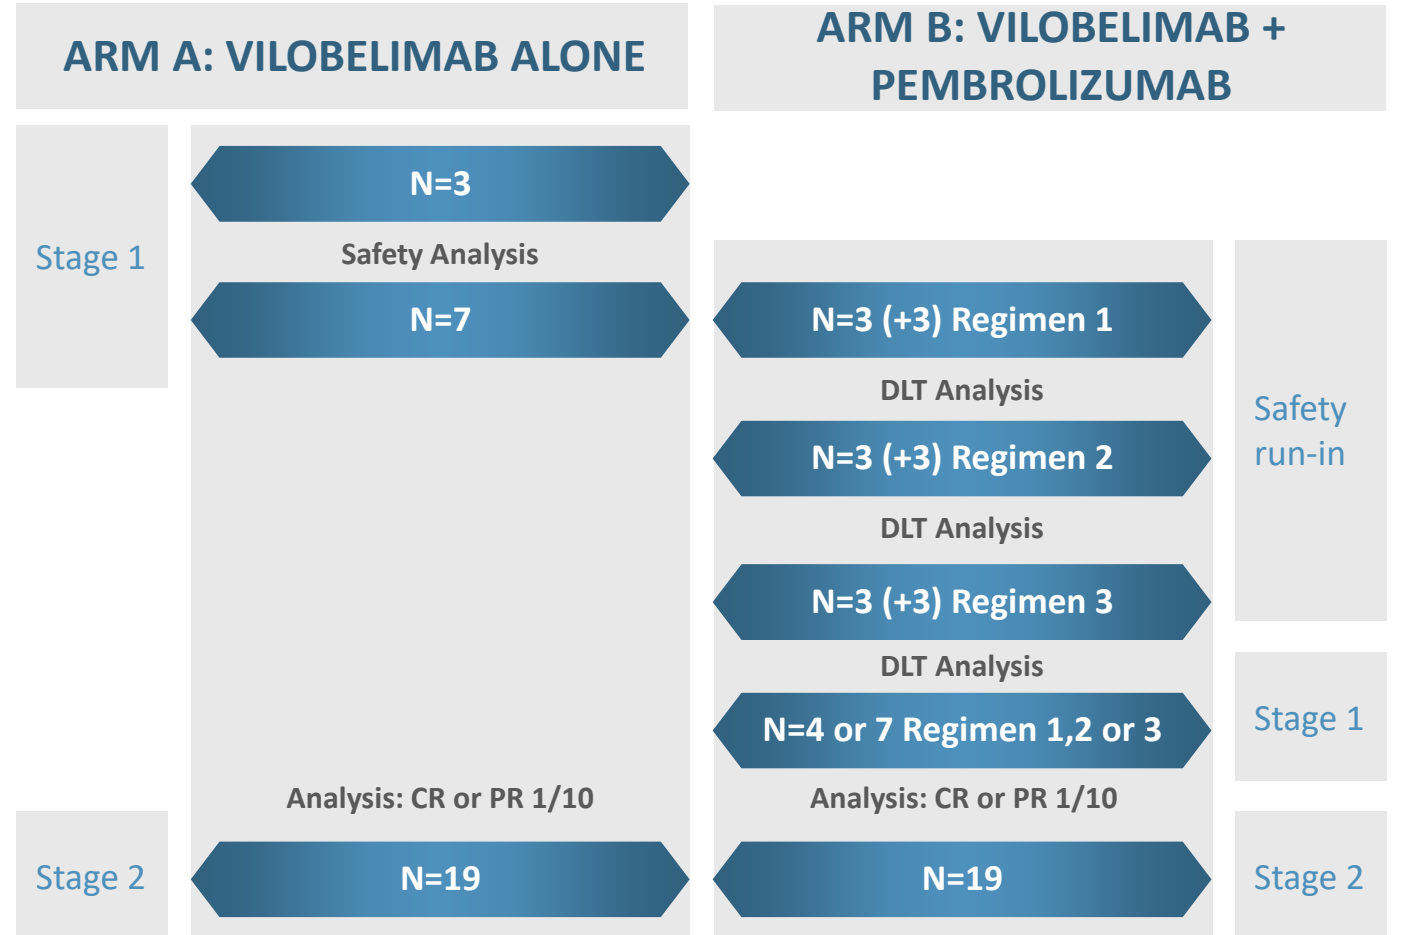 ARM A: VILOBELIMAB ALONE
ARM B: VILOBELIMAB +
PEMBROLIZUMAB
Stage 1
N=3
Safety Analysis
N=7
Analysis: CR or PR 1/10
Stage 2
N=19
N=3 (+3) Regimen 1
DLT Analysis
N=3 (+3) Regimen 2
DLT Analysis
N=3 (+3) Regimen 3
DLT Analysis
N=4 or 7 Regimen 1,2 or 3
Analysis: CR or PR 1/10
N=19
Safety
run-in
Stage 1
Stage 2